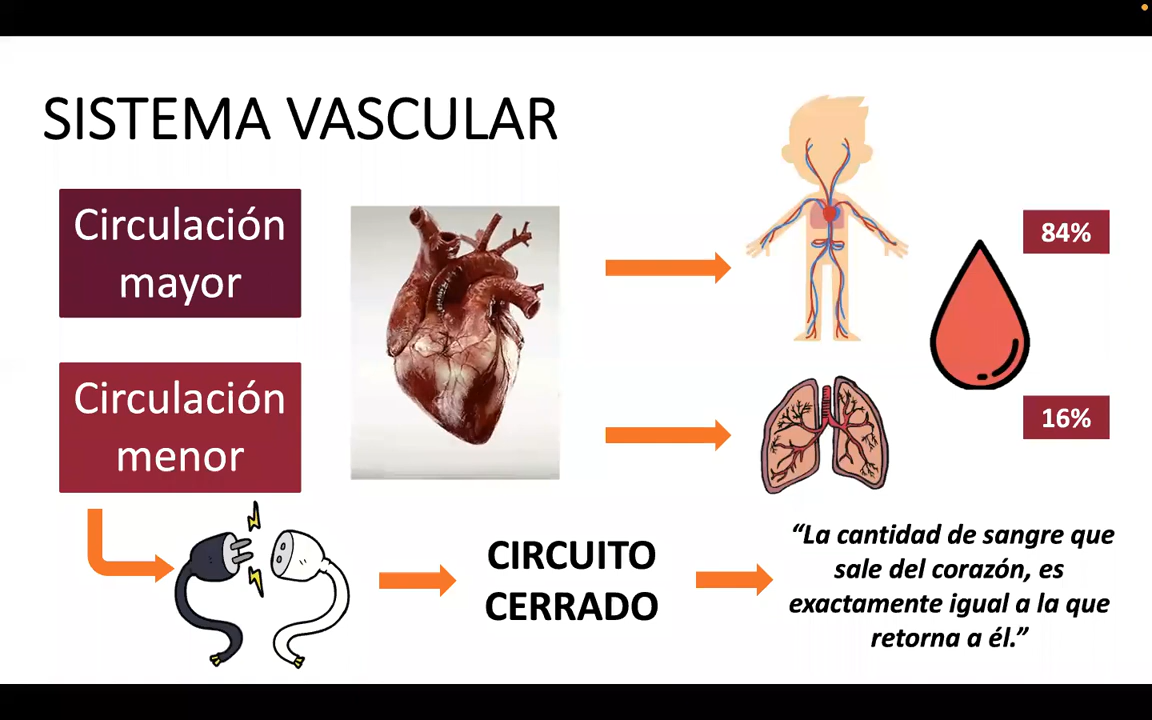 SISTEMA VASCULAR
Circulación
mayor
84%
Circulación
menor
16%
CIRCUITO
CERRADO
“La cantidad de sangre que
sale del corazón, es
exactamente igual a la que
retorna a él.”